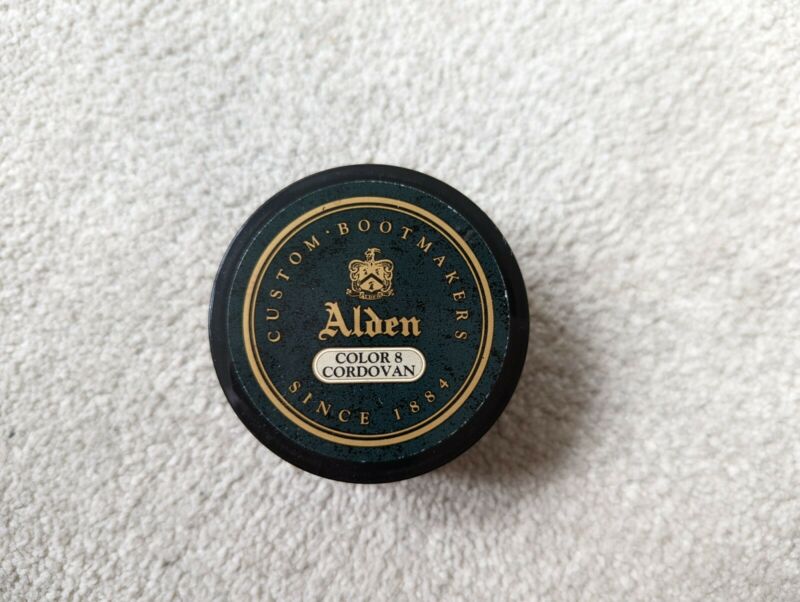 CUSTOM · BOOTMAKERS
Alden
COLOR 8
CORDOVAN
SINCE 1884